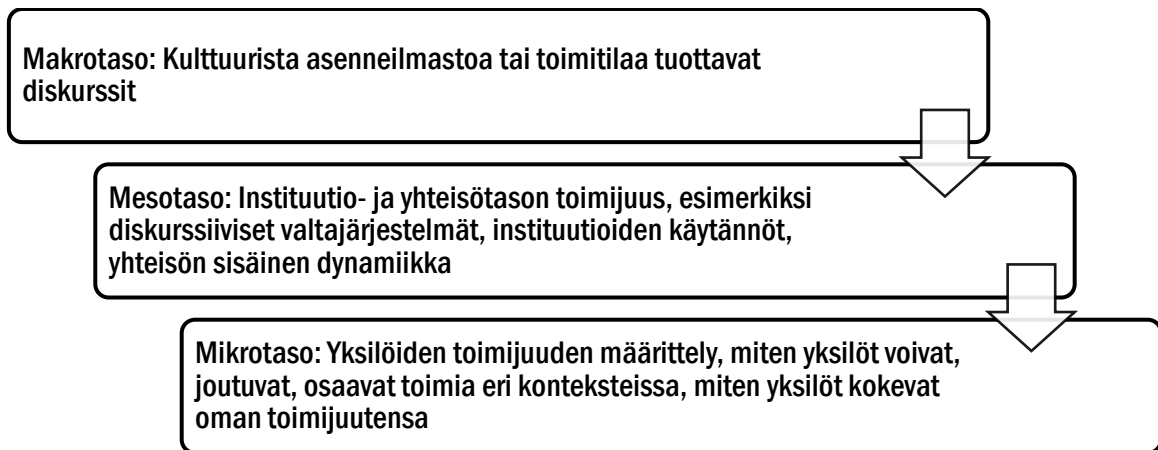 Makrotaso: Kulttuurista asenneilmastoa tai toimitilaa tuottavat
diskurssit
Mesotaso: Instituutio- ja yhteisötason toimijuus, esimerkiksi
diskurssiiviset valtajärjestelmät, instituutioiden käytännöt,
yhteisön sisäinen dynamiikka
Mikrotaso: Yksilöiden toimijuuden määrittely, miten yksilöt voivat,
joutuvat, osaavat toimia eri konteksteissa, miten yksilöt kokevat
oman toimijuutensa